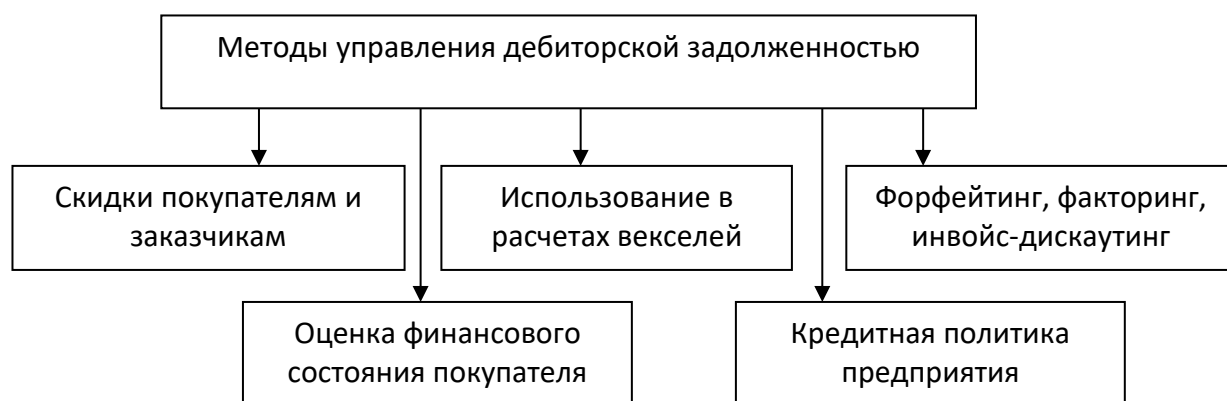 Методы управления дебиторской задолженностью
Скидки покупателям и
заказчикам
Использование в
расчетах векселей
Форфейтинг, факторинг,
инвойс-дискаутинг
Оценка финансового
состояния покупателя
Кредитная политика
предприятия